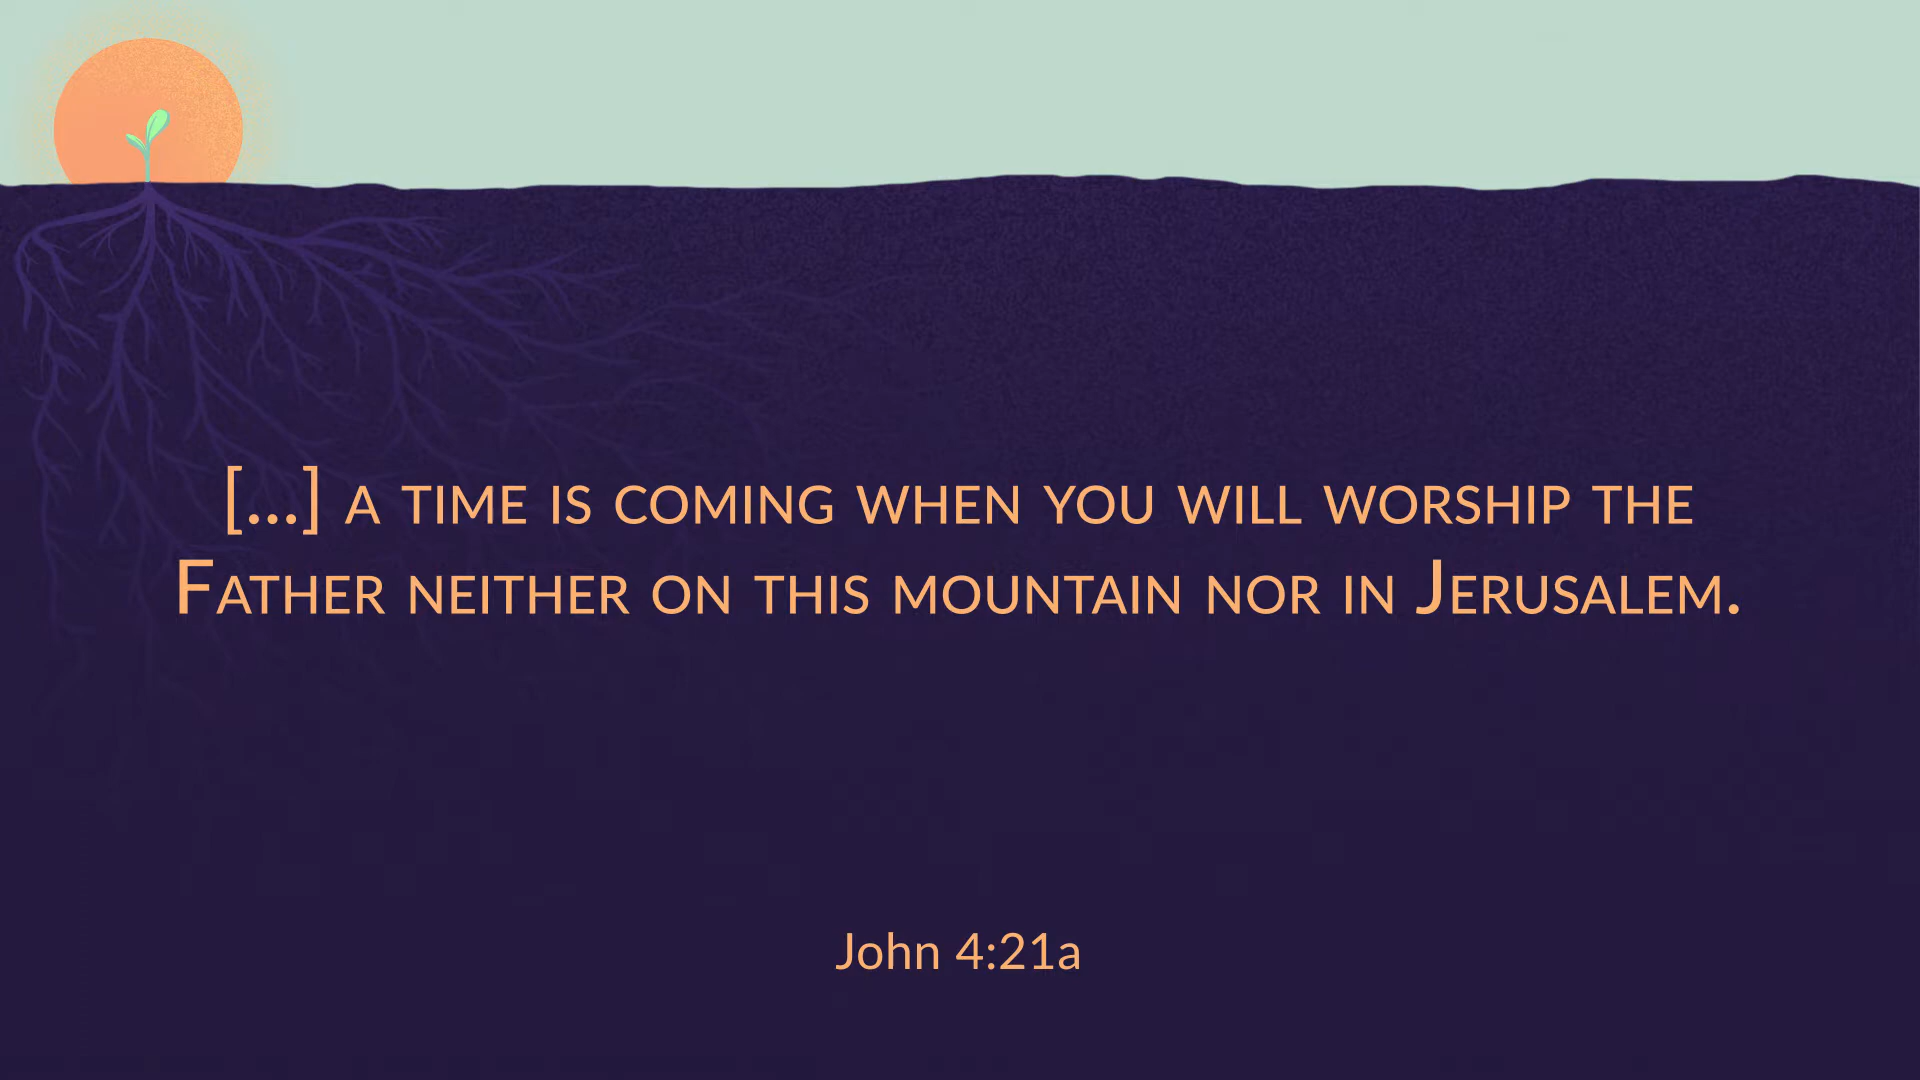 [...] a time is coming when you will worship the
Father neither on this mountain nor in Jerusalem.
John 4:21a